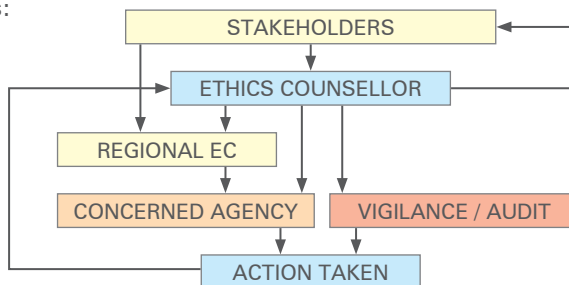 s:
STAKEHOLDERS
ETHICS COUNSELLOR
REGIONAL EC
CONCERNED AGENCY VIGILANCE / AUDIT
ACTION TAKEN